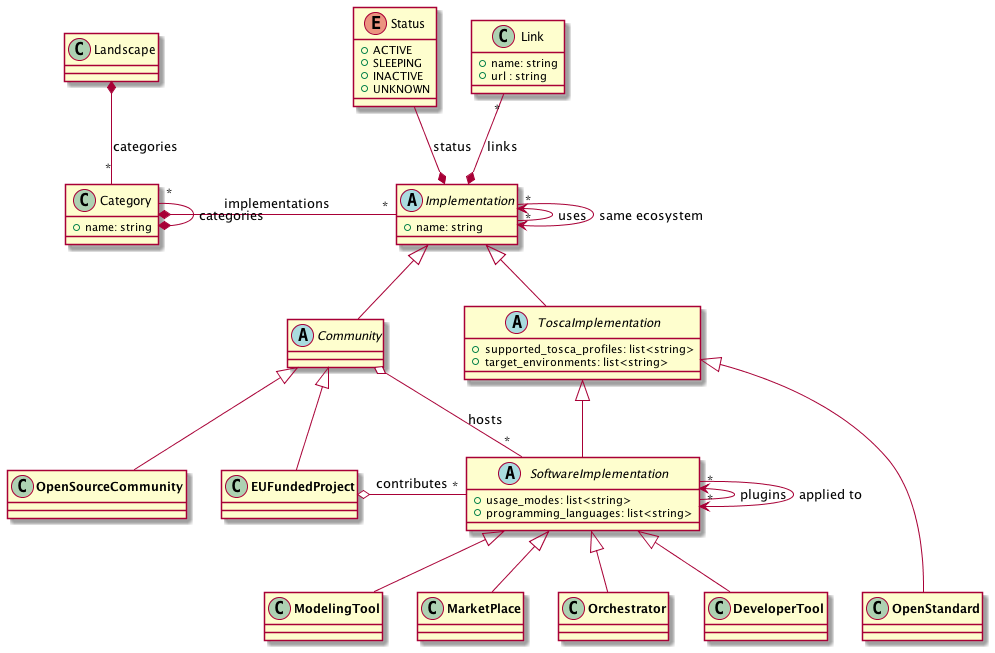 E Status
+ ACTIVE
+ SLEEPING
+ INACTIVE
+ UNKNOWN
C Link
name: string
url : string
C Landscape
*
categories
status
*
links
C Category
name: string
*
categories
implementations
*
A Implementation
name: string
*
*
uses
same ecosystem
A Community
A ToscaImplementation
supported_tosca_profiles: list<string>
target_environments: list<string>
hosts
*
C OpenSourceCommunity
C EUFundedProject
contributes
*
A SoftwareImplementation
usage_modes: list<string>
programming_languages: list<string>
*
*
plugins
applied to
C ModelingTool
C MarketPlace
C Orchestrator
C DeveloperTool
C OpenStandard